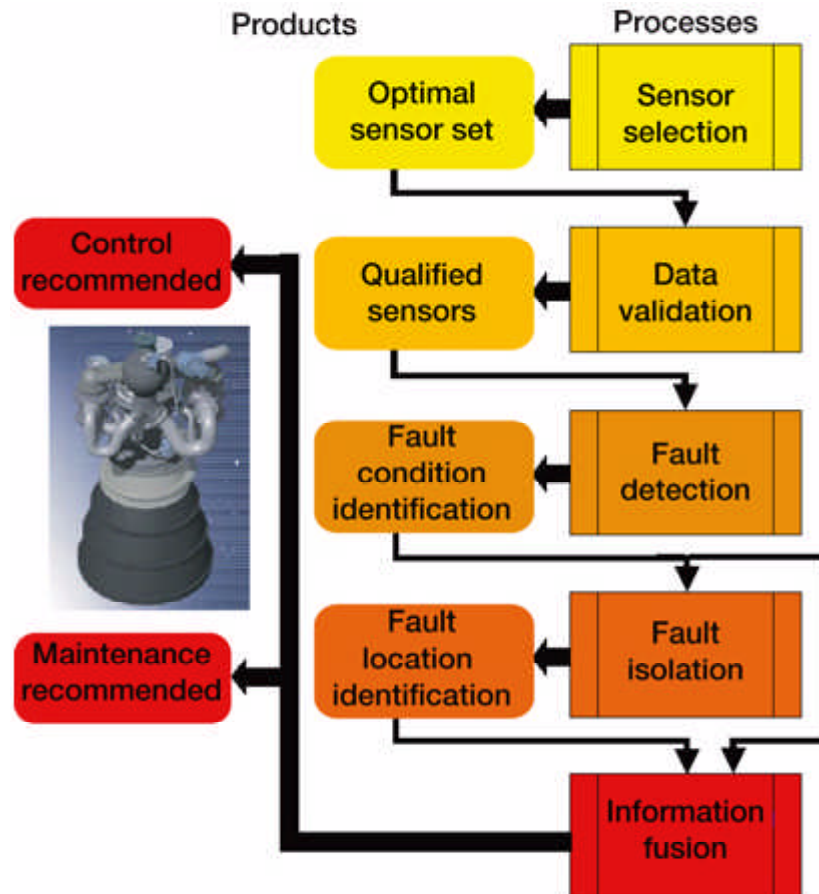 Products
Processes
Optimal
sensor set
Sensor
selection
Control
recommended
Qualified
sensors
Data
validation
Fault
condition
identification
Fault
detection
Maintenance
recommended
Fault
location
identification
Fault
isolation
Information
fusion